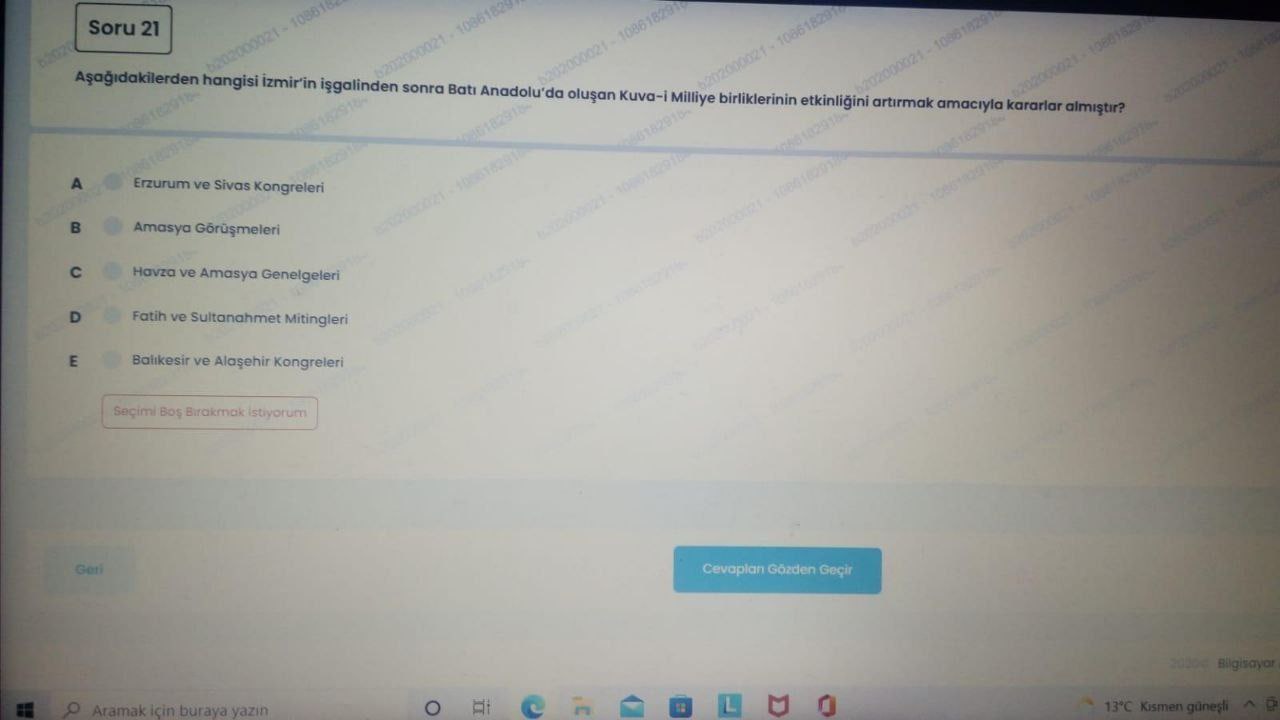 Soru 21
Aşağıdakilerden hangisi İzmir'in işgalinden sonra Batı Anadolu'da oluşan Kuva-i Milliye birliklerinin etkinliğini artırmak amacıyla kararlar almıştır?
A Erzurum ve Sivas Kongreleri
B Amasya Görüşmeleri
C Havza ve Amasya Genelgeleri
D Fatih ve Sultanahmet Mitingleri
E Balıkesir ve Alaşehir Kongreleri
Seçimi Boş Bırakmak İstiyorum
Geri
Cevapları Gözden Geçir
Bilgisayar
Aramak için buraya yazın
13°C Kısmen güneşli